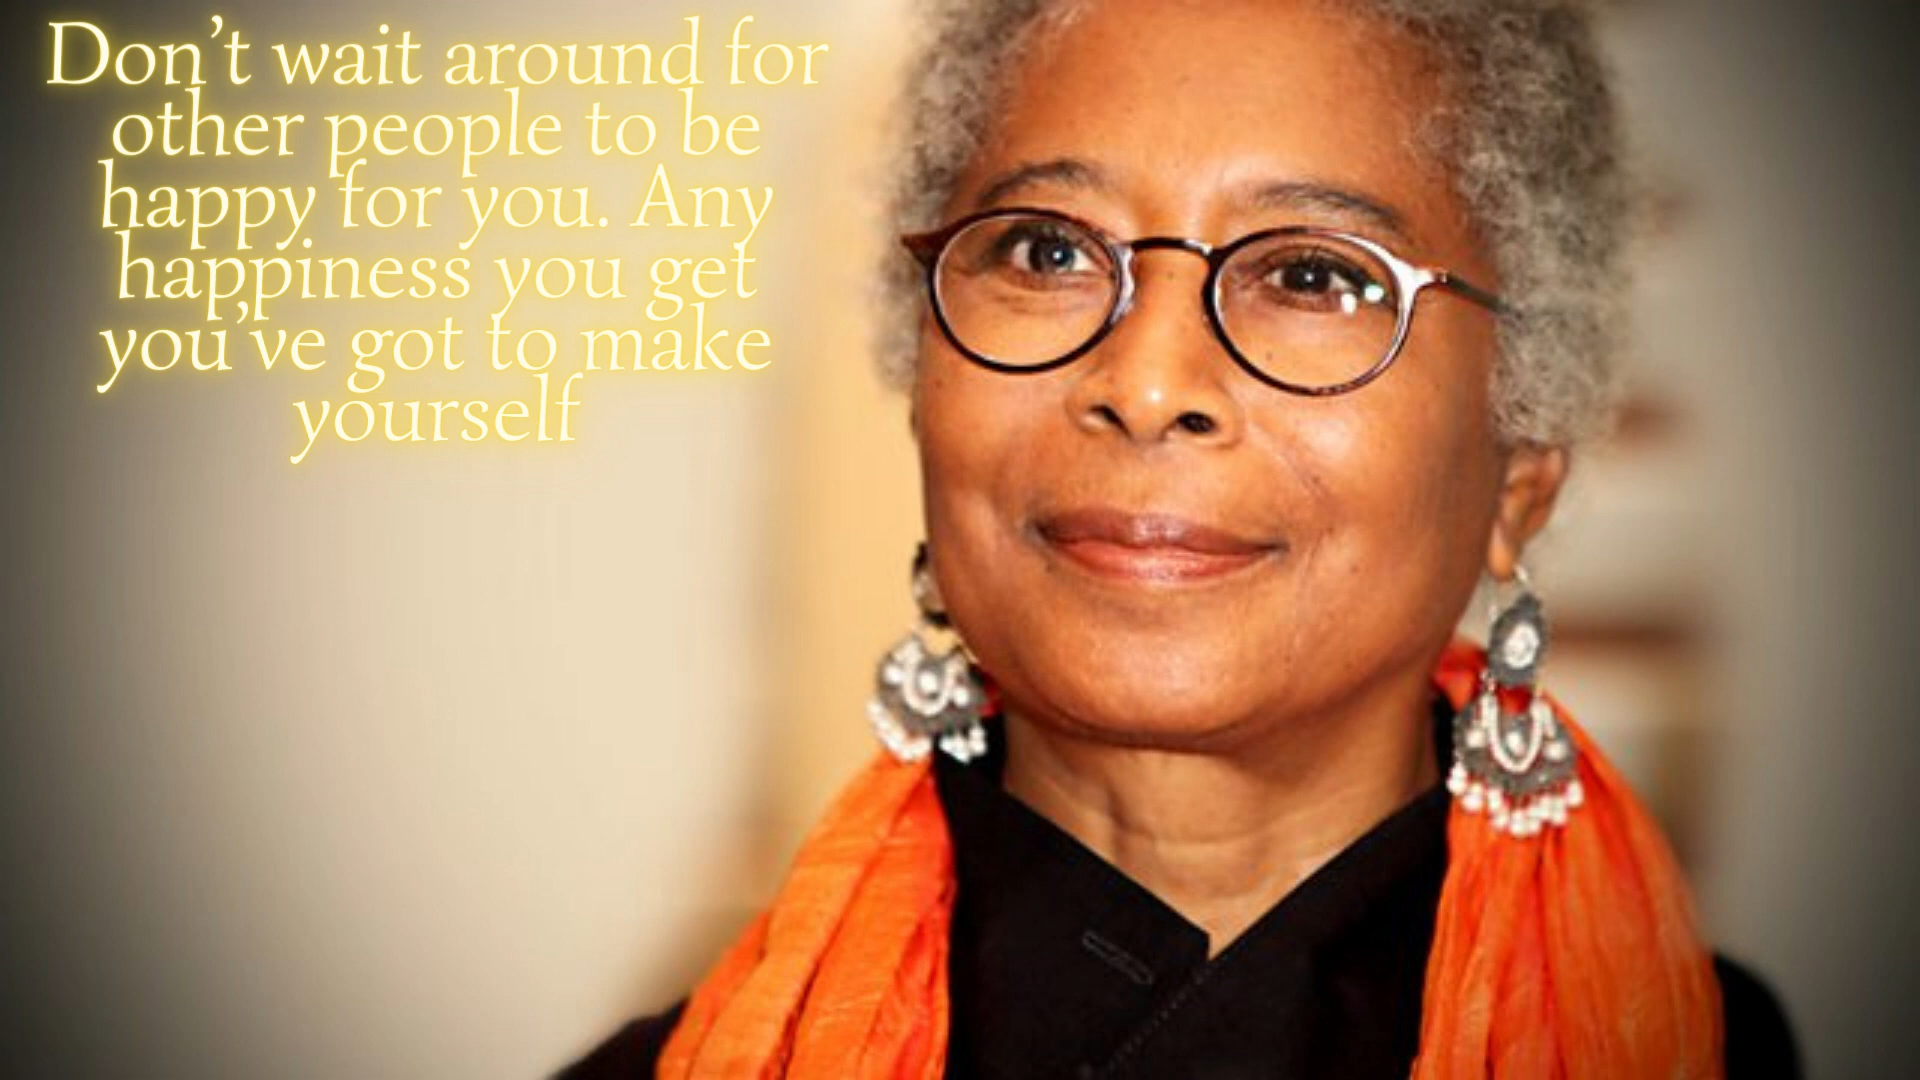 Don’t wait around for
other people to be
happy for you. Any
happiness you get
you’ve got to make
yourself